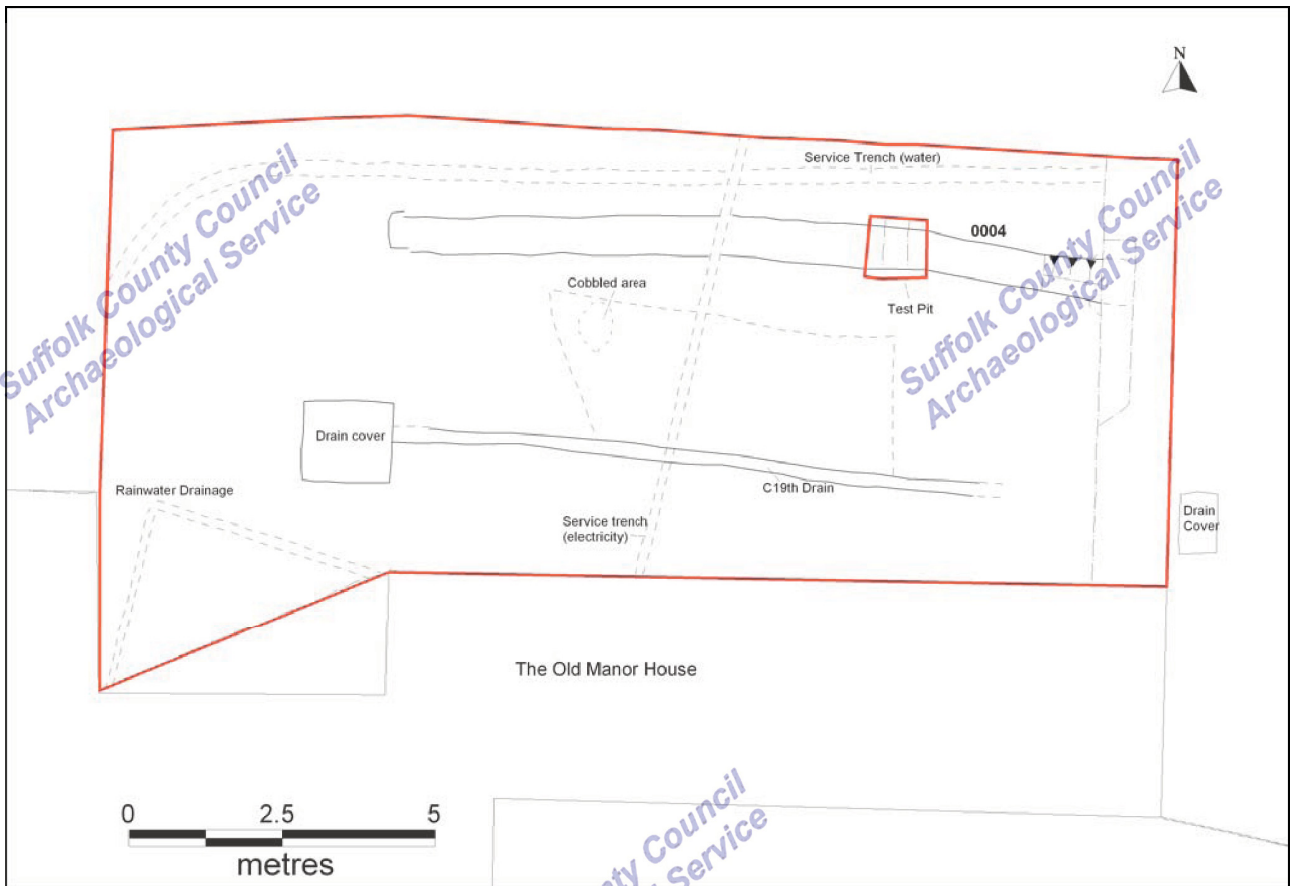 N
Service Trench (water)
Suffolk County Council
Archaeological Service
Suffolk County Council
Archaeological Service
0004
Cobbled area
Test Pit
Drain cover
Rainwater Drainage
C19th Drain
Service trench
(electricity)
Drain
Cover
The Old Manor House
0 2.5 5
metres
County Council
Service